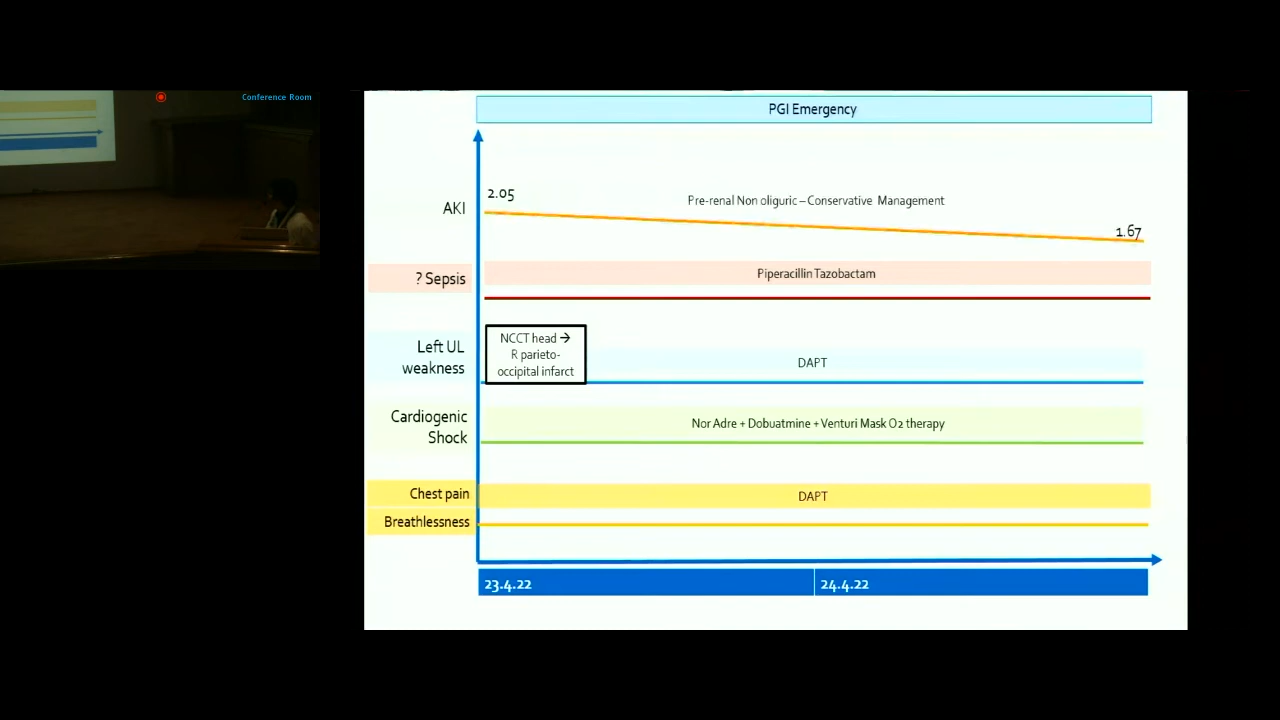 Conference Room
PGI Emergency
AKI
2.05
Pre-renal Non oliguric – Conservative Management
1.67
? Sepsis
Piperacillin Tazobactam
Left UL
weakness
NCCT head →
R parieto-
occipital infarct
DAPT
Cardiogenic
Shock
Nor Adre + Dobuatmine + Venturi Mask O2 therapy
Chest pain
DAPT
Breathlessness
23.4.22
24.4.22